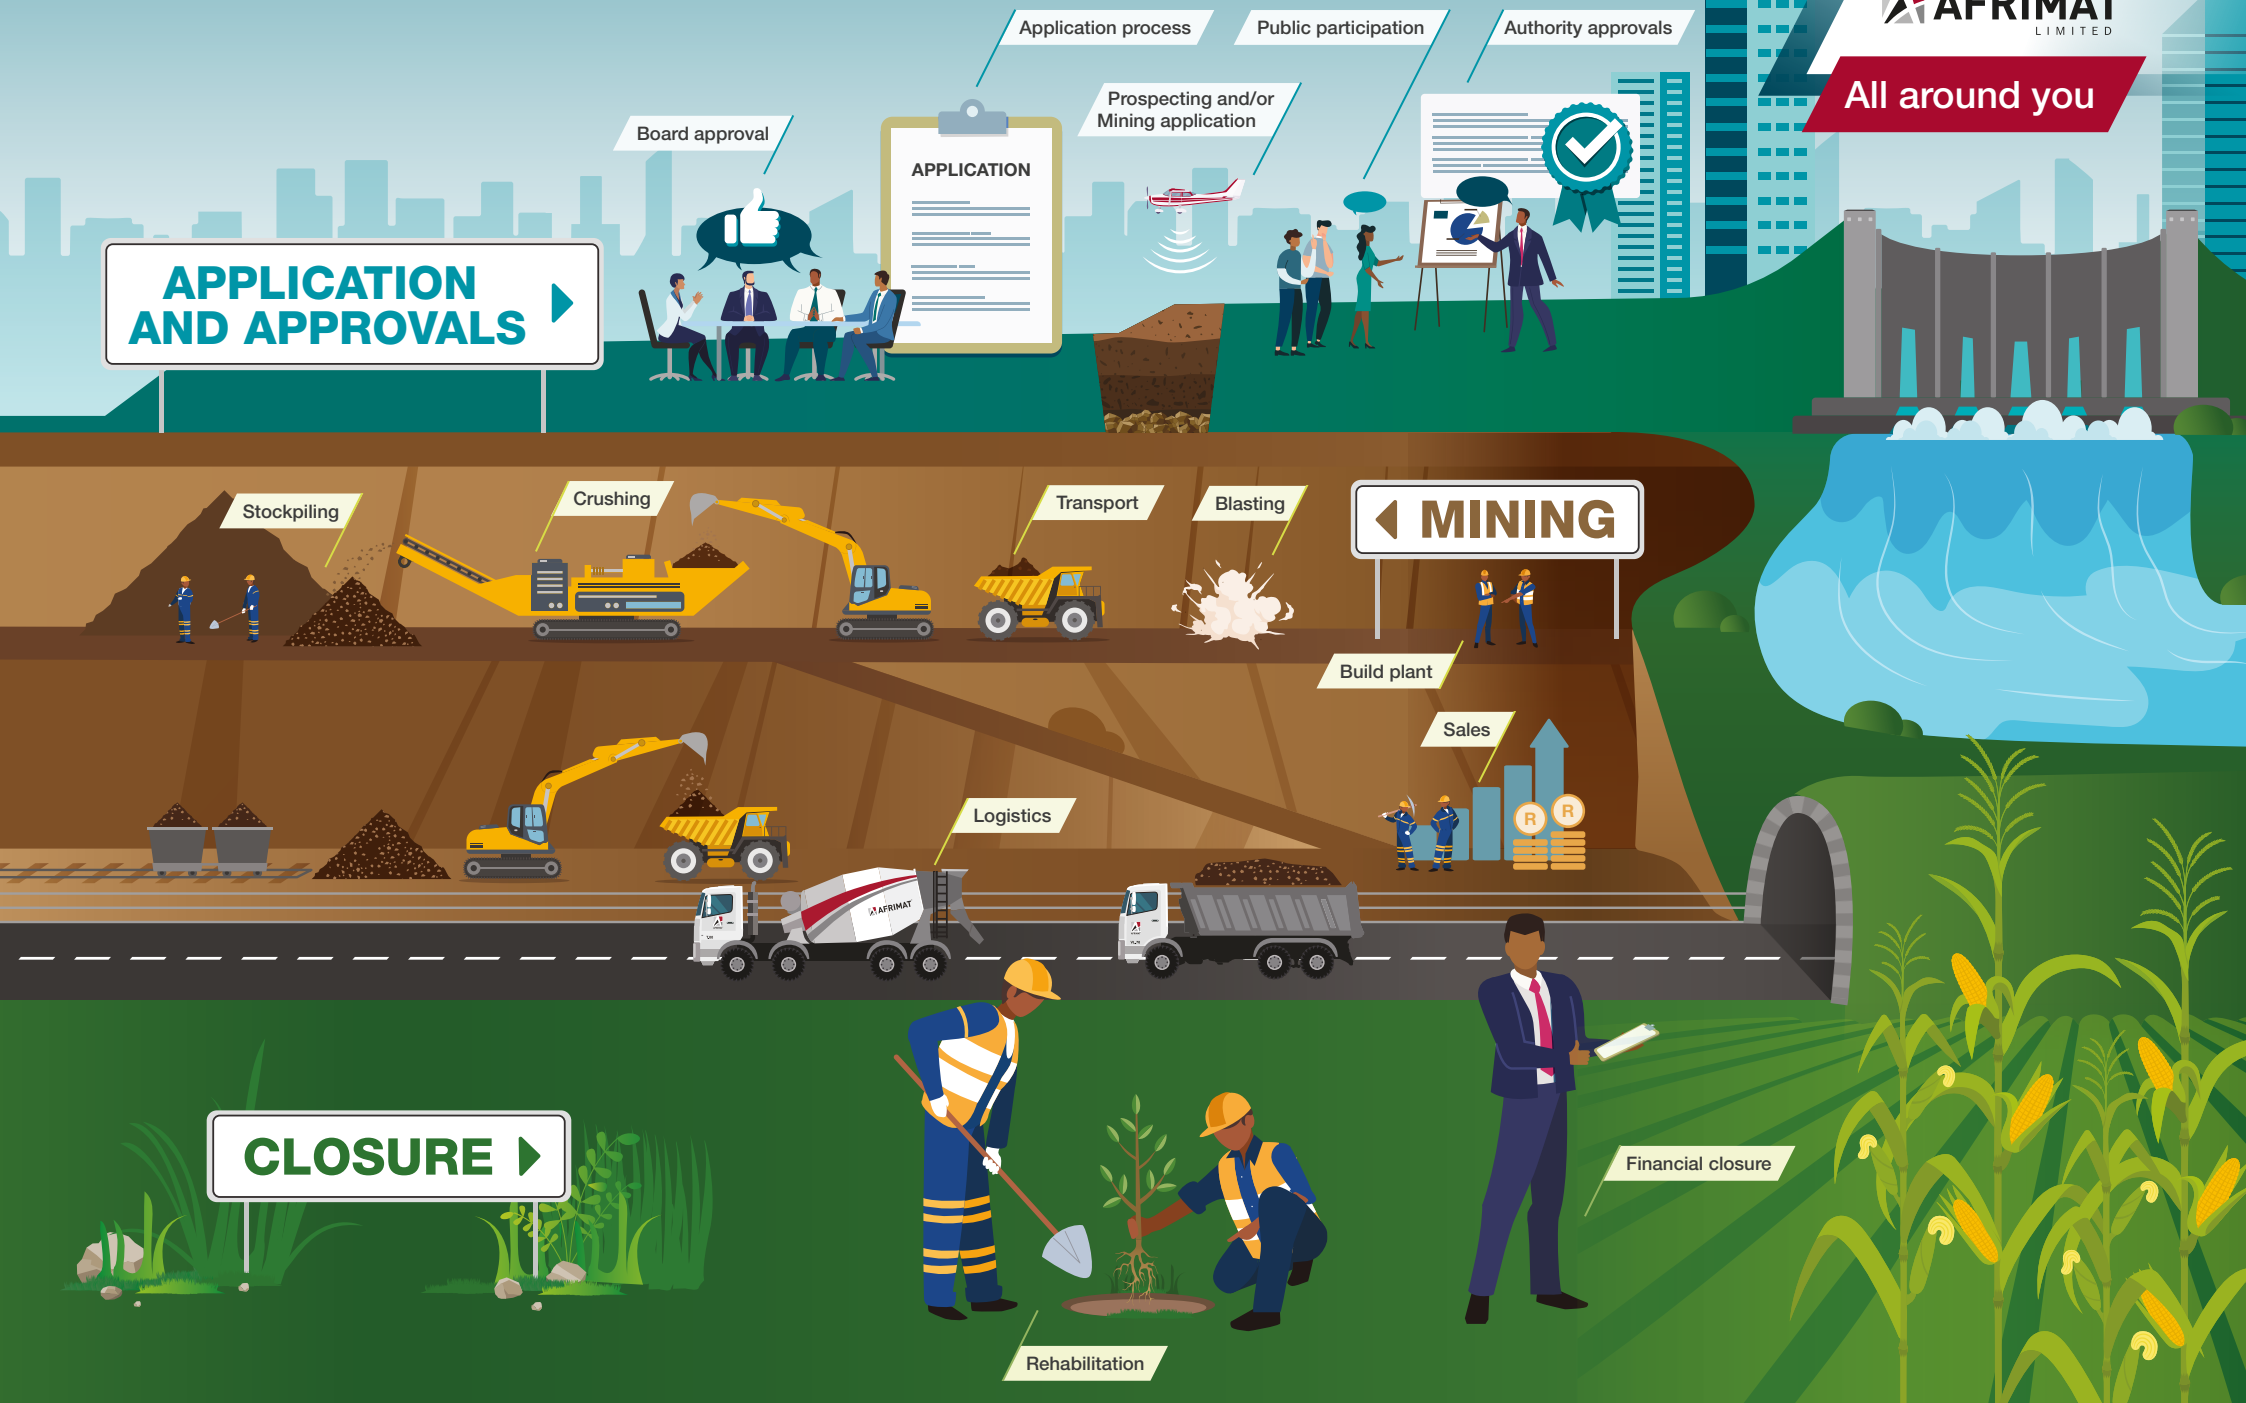 AFRIMAT
LIMITED
All around you
Application process
Public participation
Authority approvals
Prospecting and/or
Mining application
Board approval
APPLICATION
APPLICATION
AND APPROVALS
Stockpiling
Crushing
Transport
Blasting
MINING
Build plant
Sales
R
R
Logistics
AFRIMAT
CLOSURE
Financial closure
Rehabilitation